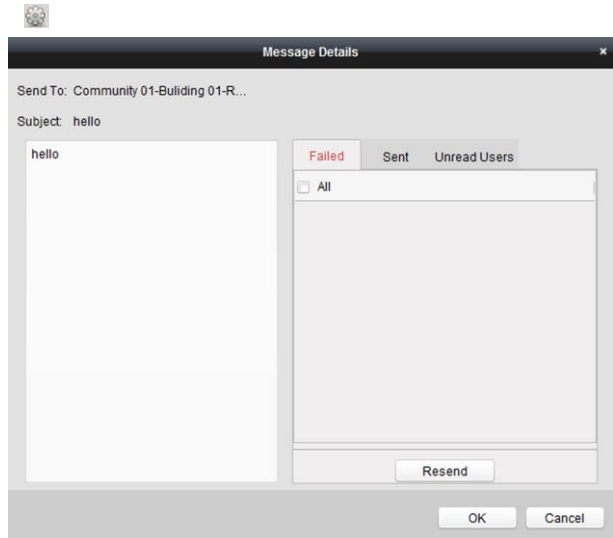 Message Details
Send To: Community 01-Buliding 01-R...
Subject: hello
hello
Failed Sent Unread Users
All
Resend
OK Cancel